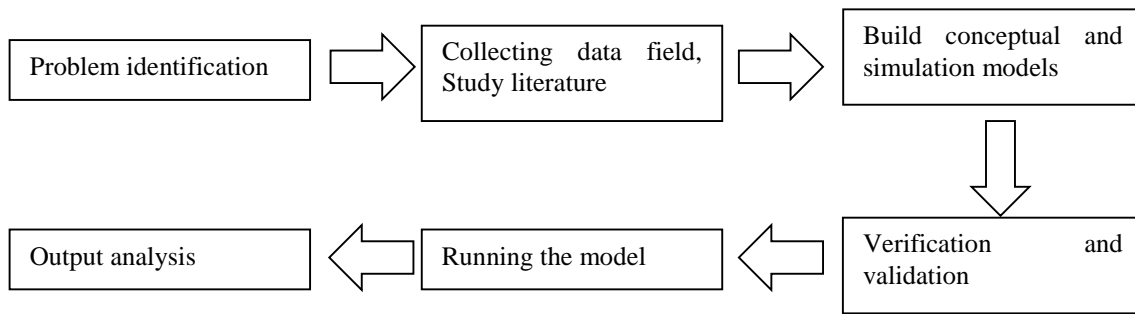 Problem identification
Collecting data field,
Study literature
Build conceptual and
simulation models
Verification and
validation
Running the model
Output analysis